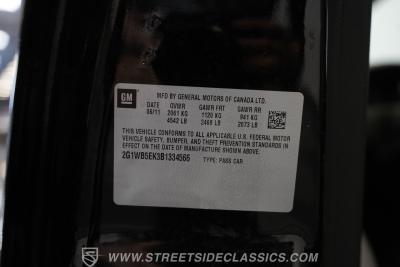 GM
MFD BY GENERAL MOTORS OF CANADA LTD.
DATE GVWR GAWR FRT GAWR RR
06/11 2061 KG 1120 KG 941 KG
4542 LB 2469 LB 2073 LB
THIS VEHICLE CONFORMS TO ALL APPLICABLE U.S. FEDERAL MOTOR
VEHICLE SAFETY, BUMPER, AND THEFT PREVENTION STANDARDS IN
EFFECT ON THE DATE OF MANUFACTURE SHOWN ABOVE.
2G1WB5EK3B1334566 TYPE: PASS CAR
STREETSIDECLASSICS.COM